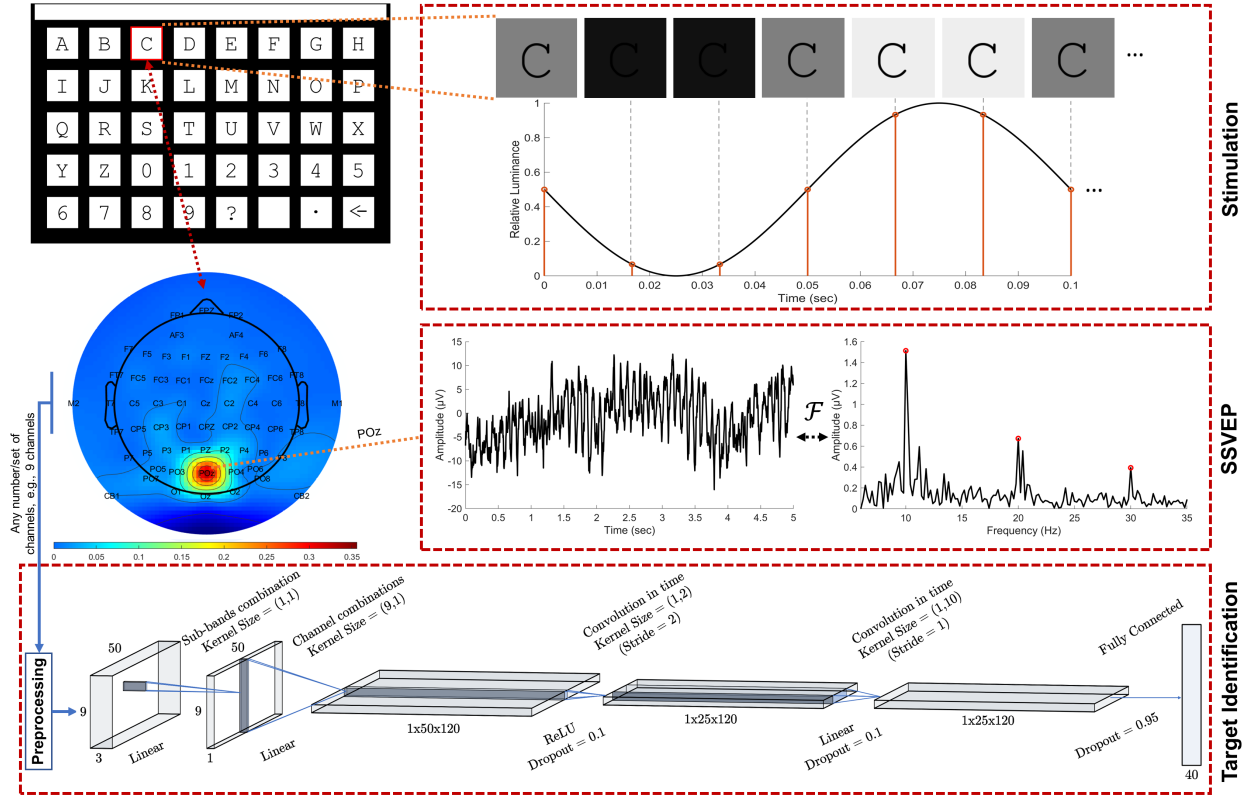 A B C D E F G H
I J K L M N O P
Q R S T U V W X
Y Z 0 1 2 3 4 5
6 7 8 9 ? · ←
C C C C C C C ...
Relative Luminance
1
0.8
0.6
0.4
0.2
0
...
0 0.01 0.02 0.03 0.04 0.05 0.06 0.07 0.08 0.09 0.1
Time (sec)
Stimulation
FP1 FPZ FP2
AF3 AF4
F7 F5 F3 F1 FZ F2 F4 F6 F8
FT7 FC5 FC3 FC1 FCz FC2 FC4 FC6 FT8
M2 T7 C5 C3 C1 Cz C2 C4 C6 T8 M1
TP7 CP5 CP3 CP1 CPZ CP2 CP4 CP6 TP8
P7 P5 P3 P1 PZ P2 P4
PO7 PO5 PO3 POz PO4 PO6 PO8
CB1 O1 Oz O2 CB2
0 0.05 0.1 0.15 0.2 0.25 0.3 0.35
POz
Any number/set of
channels, e.g., 9 channels
Amplitude (μV)
15
10
5
0
-5
-10
-15
-20
0 0.5 1 1.5 2 2.5 3 3.5 4 4.5 5
Time (sec)
ℱ
Amplitude (μV)
1.6
1.4
1.2
1
0.8
0.6
0.4
0.2
0
10 15 20 25 30 35
Frequency (Hz)
SSVEP
Preprocessing
50
9
3
Linear
Sub-bands combination
Kernel Size = (1,1)
50
9
1
Linear
Channel combinations
Kernel Size = (9,1)
1x50x120
ReLU
Dropout = 0.1
Convolution in time
Kernel Size = (1,2)
(Stride = 2)
1x25x120
Linear
Dropout = 0.1
Convolution in time
Kernel Size = (1,10)
(Stride = 1)
1x25x120
Dropout = 0.95
Fully Connected
40
Target Identification